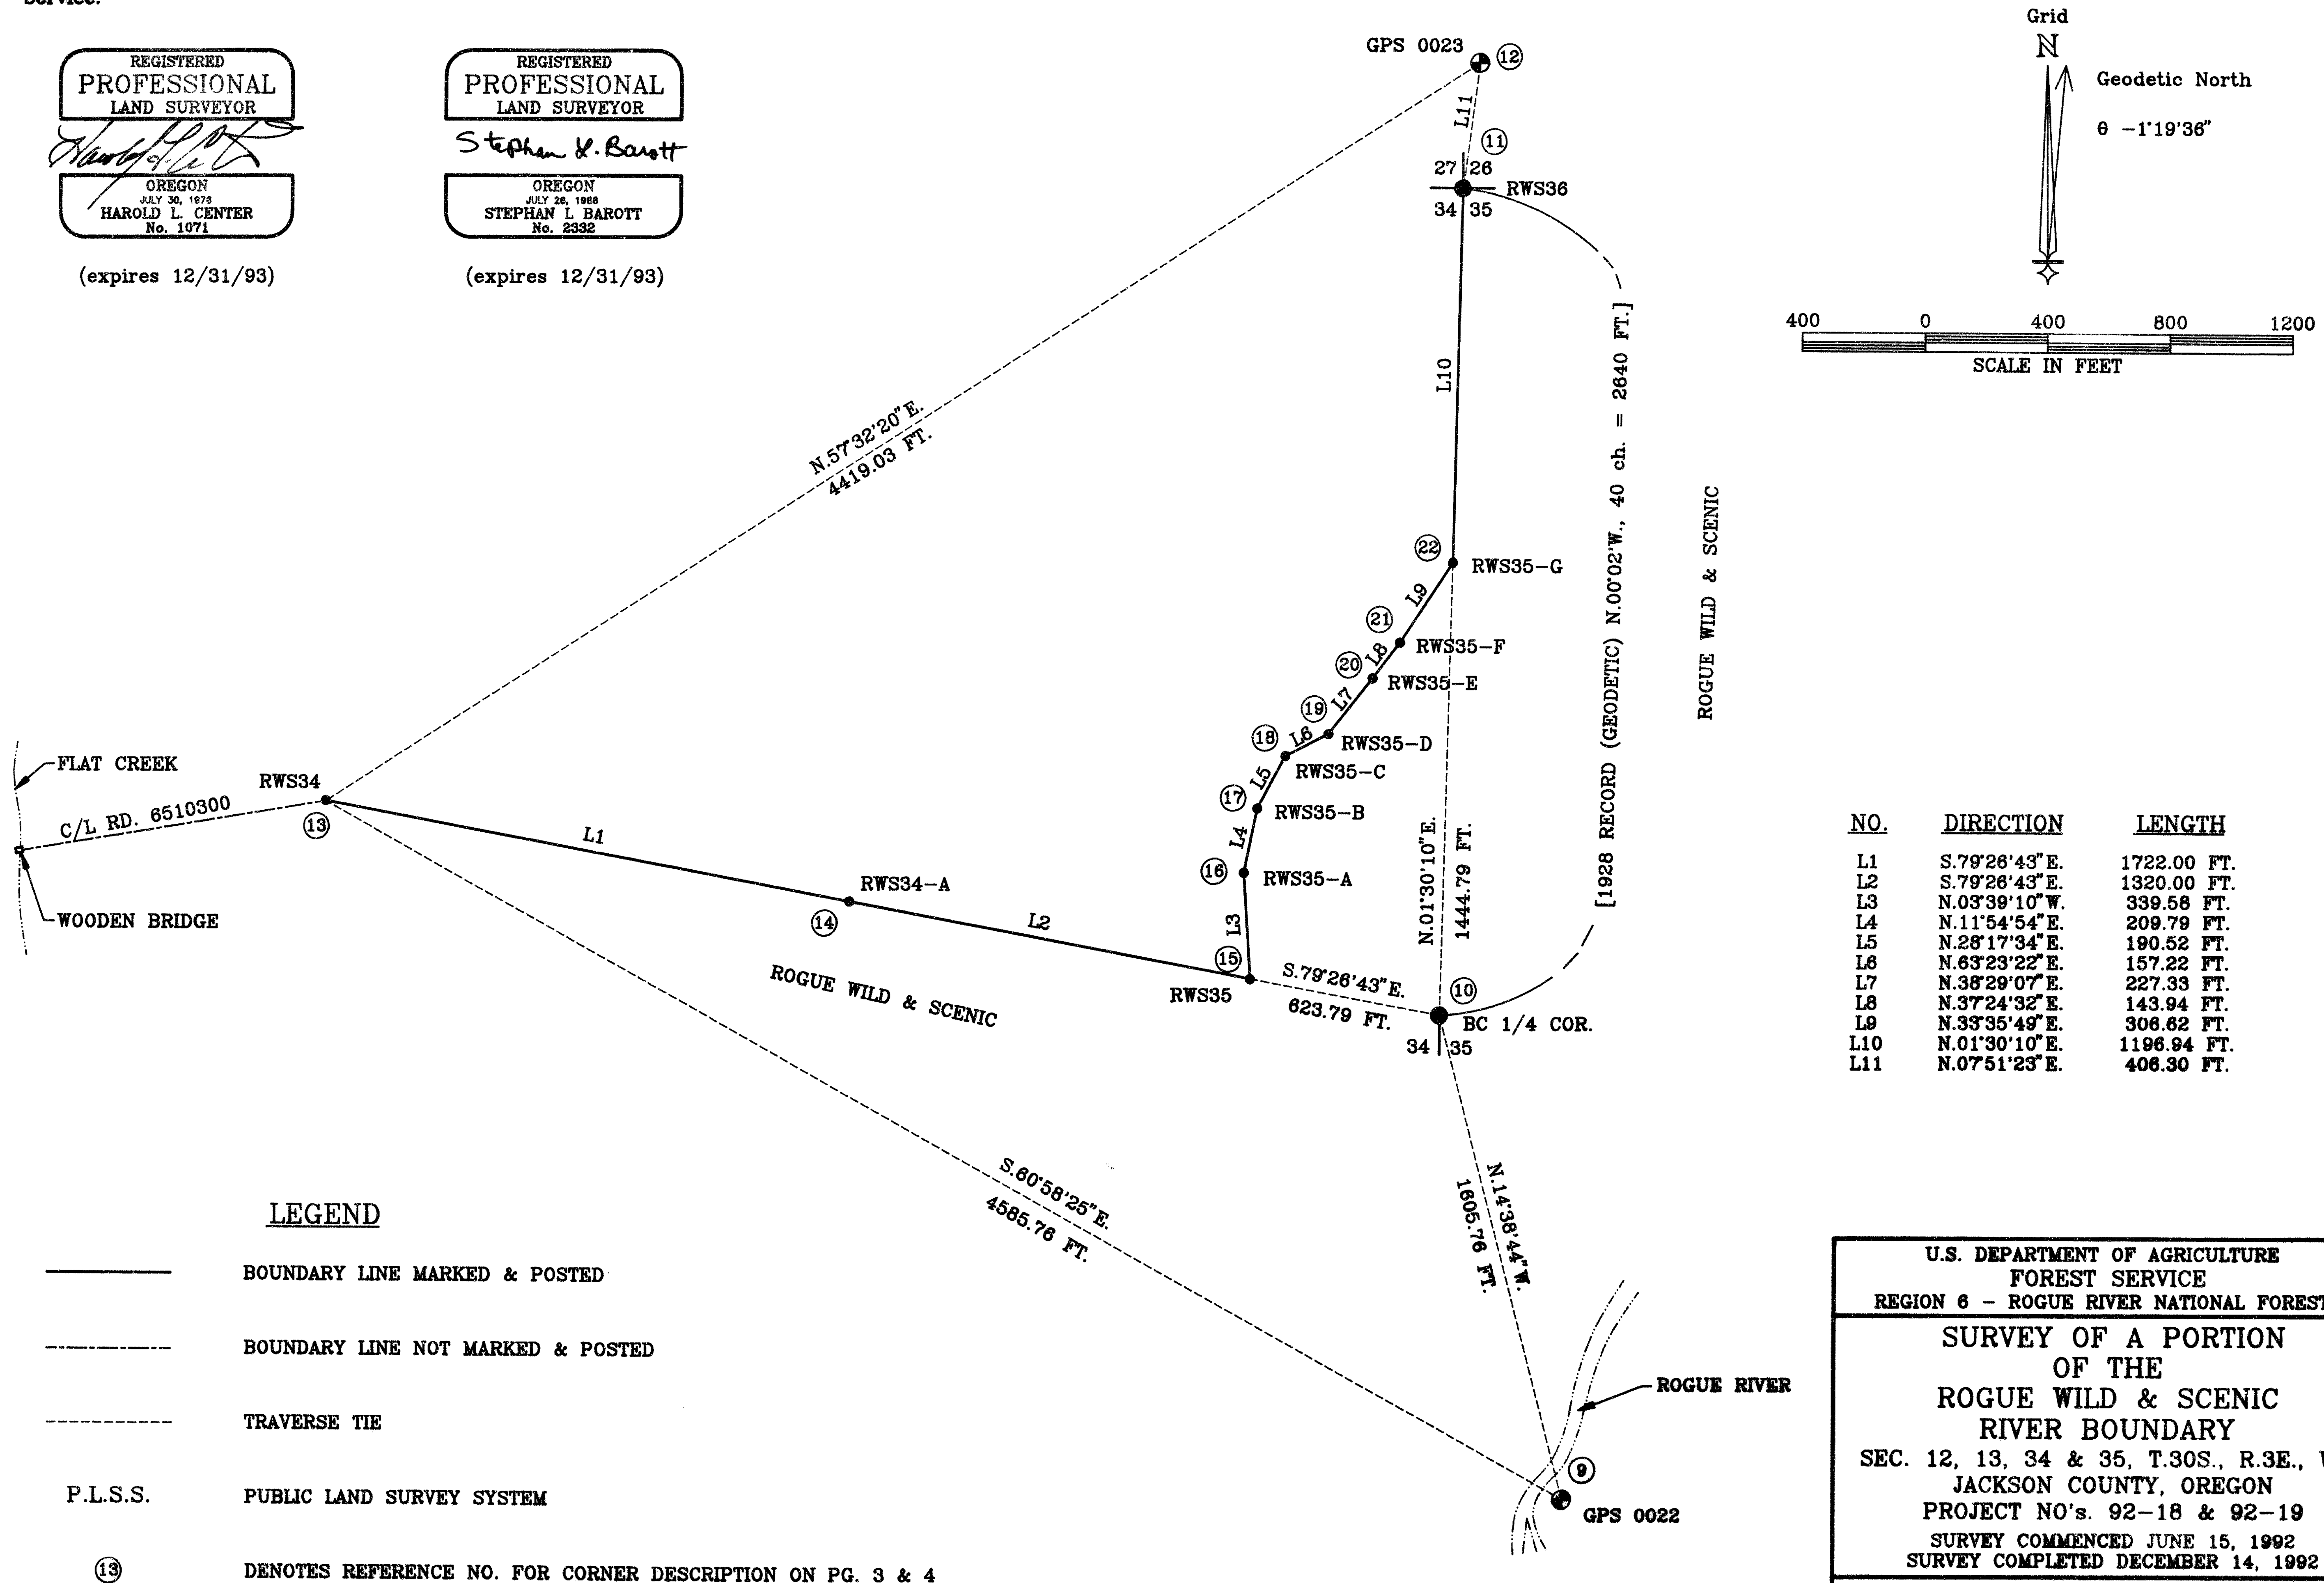 Service.
REGISTERED
PROFESSIONAL
LAND SURVEYOR
OREGON
JULY 30, 1973
HAROLD L. CENTER
No. 1071
(expires 12/31/93)
REGISTERED
PROFESSIONAL
LAND SURVEYOR
Stephan L. Barott
OREGON
JULY 26, 1988
STEPHAN L BAROTT
No. 2332
(expires 12/31/93)
GPS 0023
12
L11
11
27 26
RWS36
34 35
Grid
N
Geodetic North
θ -1°19'36"
400 0 400 800 1200
SCALE IN FEET
L10
[1928 RECORD (GEODETIC) N.00°02'W., 40 ch. = 2640 FT.]
ROGUE WILD & SCENIC
N.57°32'20"E.
4419.03 FT.
22
RWS35-G
L9
21
RWS35-F
L8
20
RWS35-E
L7
19
RWS35-D
L6
18
RWS35-C
L5
17
RWS35-B
L4
16
RWS35-A
L3
15
RWS35
N.01°30'10"E.
1444.79 FT.
FLAT CREEK
RWS34
C/L RD. 6510300
13
WOODEN BRIDGE
L1
RWS34-A
14
L2
ROGUE WILD & SCENIC
S.79°26'43"E.
623.79 FT.
10
BC 1/4 COR.
34 35
NO. DIRECTION LENGTH
L1 S.79°26'43"E. 1722.00 FT.
L2 S.79°26'43"E. 1320.00 FT.
L3 N.03°39'10"W. 339.58 FT.
L4 N.11°54'54"E. 209.79 FT.
L5 N.28°17'34"E. 190.52 FT.
L6 N.63°23'22"E. 157.22 FT.
L7 N.38°29'07"E. 227.33 FT.
L8 N.37°24'32"E. 143.94 FT.
L9 N.33°35'49"E. 306.62 FT.
L10 N.01°30'10"E. 1196.94 FT.
L11 N.07°51'23"E. 406.30 FT.
S.60°58'25"E.
4585.76 FT.
N.14°38'44"W.
1605.76 FT.
ROGUE RIVER
9
GPS 0022
LEGEND
BOUNDARY LINE MARKED & POSTED
BOUNDARY LINE NOT MARKED & POSTED
TRAVERSE TIE
P.L.S.S. PUBLIC LAND SURVEY SYSTEM
13 DENOTES REFERENCE NO. FOR CORNER DESCRIPTION ON PG. 3 & 4
U.S. DEPARTMENT OF AGRICULTURE
FOREST SERVICE
REGION 6 - ROGUE RIVER NATIONAL FOREST
SURVEY OF A PORTION
OF THE
ROGUE WILD & SCENIC
RIVER BOUNDARY
SEC. 12, 13, 34 & 35, T.30S., R.3E.,
JACKSON COUNTY, OREGON
PROJECT NO's. 92-18 & 92-19
SURVEY COMMENCED JUNE 15, 1992
SURVEY COMPLETED DECEMBER 14, 1992